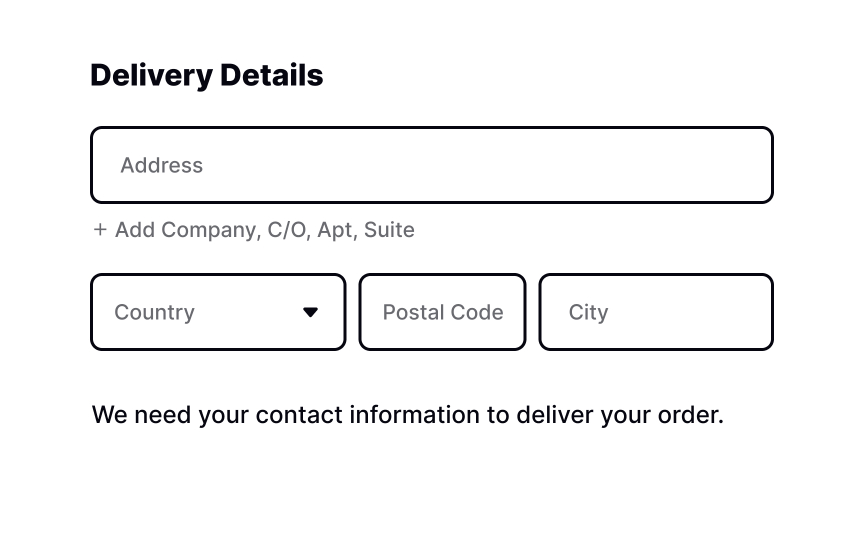 Delivery Details
Address
+ Add Company, C/O, Apt, Suite
Country
Postal Code
City
We need your contact information to deliver your order.